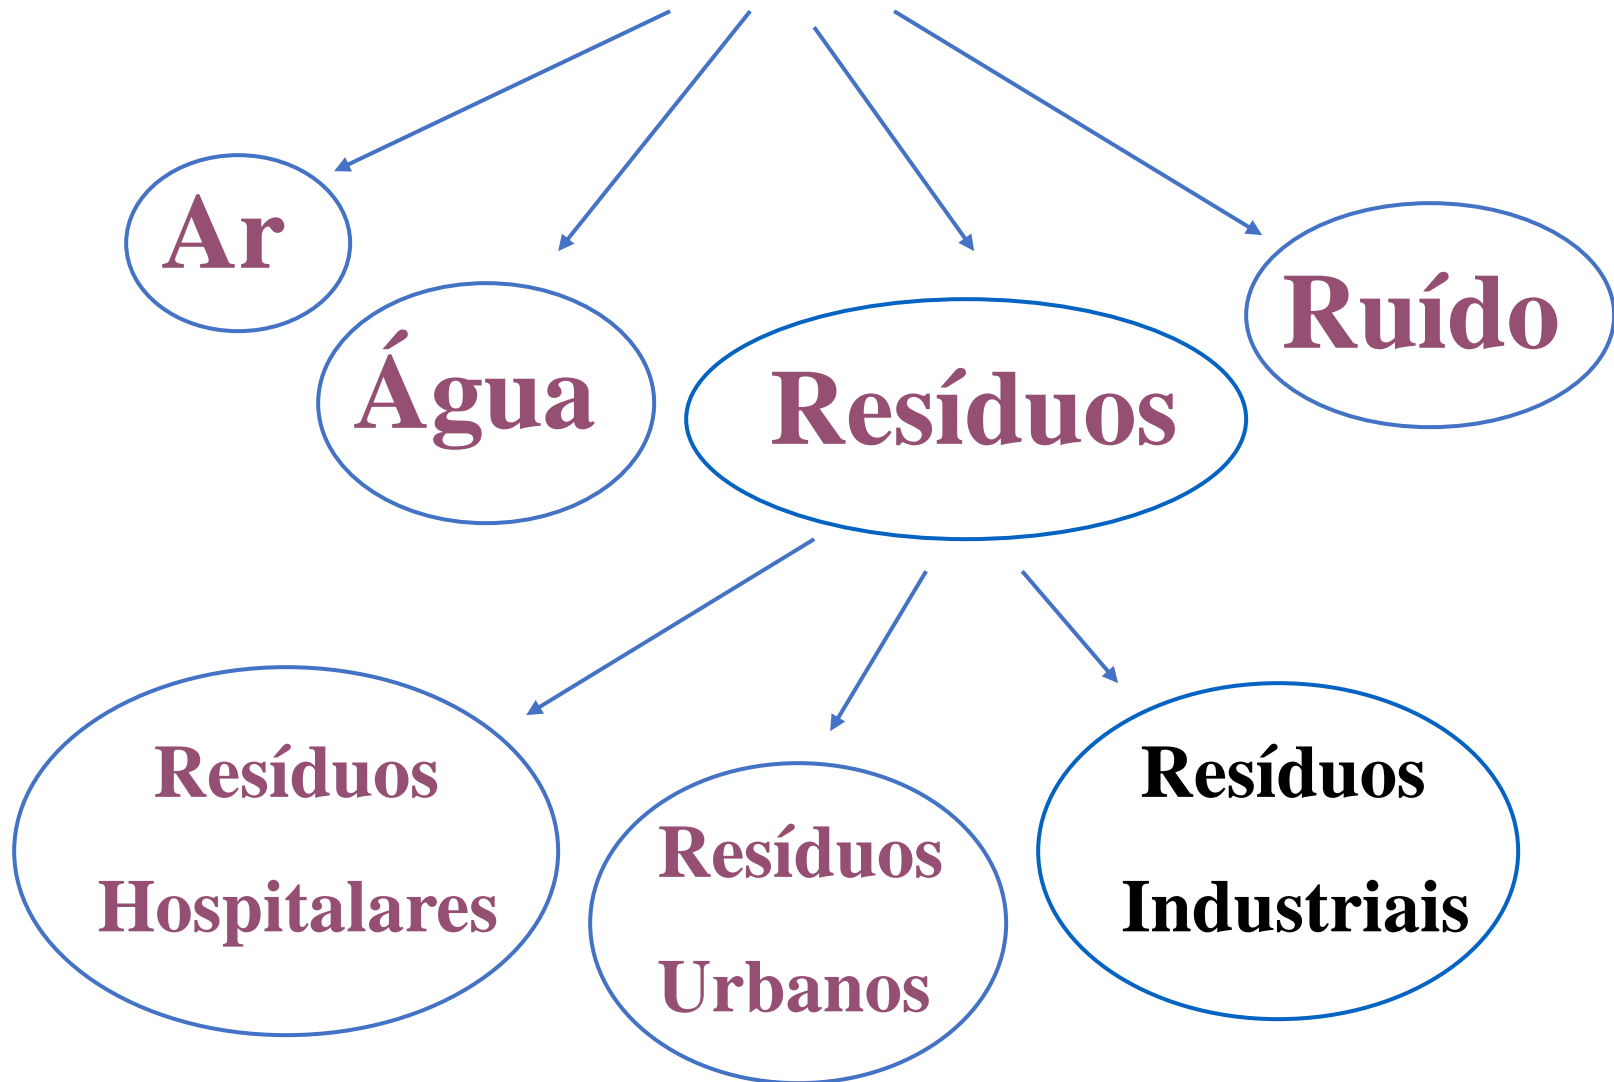 Ar
Água
Resíduos
Ruído
Resíduos
Hospitalares
Resíduos
Urbanos
Resíduos
Industriais